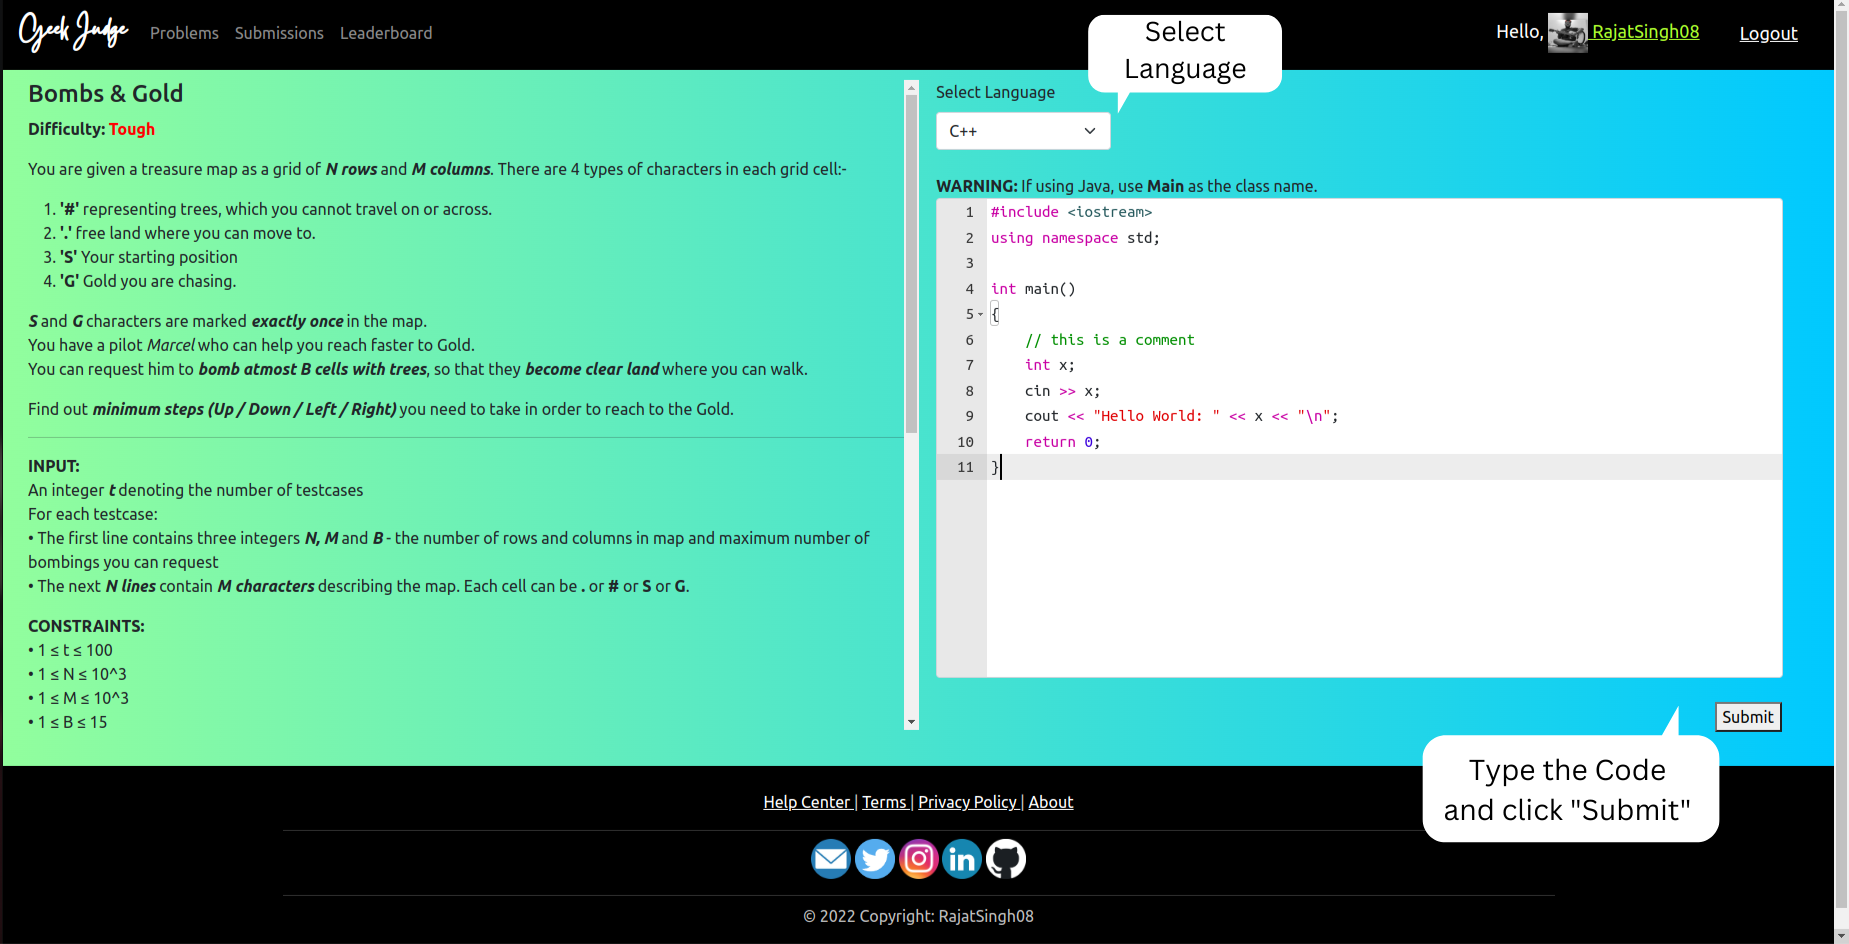 Geek Judge
Problems Submissions Leaderboard
Hello, RajatSingh08 Logout
Select
Language
Bombs & Gold
Difficulty: Tough
You are given a treasure map as a grid of N rows and M columns. There are 4 types of characters in each grid cell:-
1. '#' representing trees, which you cannot travel on or across.
2. '.' free land where you can move to.
3. 'S' Your starting position
4. 'G' Gold you are chasing.
S and G characters are marked exactly once in the map.
You have a pilot Marcel who can help you reach faster to Gold.
You can request him to bomb atmost B cells with trees, so that they become clear land where you can walk.
Find out minimum steps (Up / Down / Left / Right) you need to take in order to reach to the Gold.
INPUT:
An integer t denoting the number of testcases
For each testcase:
• The first line contains three integers N, M and B - the number of rows and columns in map and maximum number of
bombings you can request
• The next N lines contain M characters describing the map. Each cell can be . or # or S or G.
CONSTRAINTS:
• 1 ≤ t ≤ 100
• 1 ≤ N ≤ 10^3
• 1 ≤ M ≤ 10^3
• 1 ≤ B ≤ 15
Select Language
C++
WARNING: If using Java, use Main as the class name.
1 #include <iostream>
2 using namespace std;
3
4 int main()
5 {
6 // this is a comment
7 int x;
8 cin >> x;
9 cout << "Hello World: " << x << "\n";
10 return 0;
11 }
Submit
Type the Code
and click "Submit"
Help Center | Terms | Privacy Policy | About
© 2022 Copyright: RajatSingh08